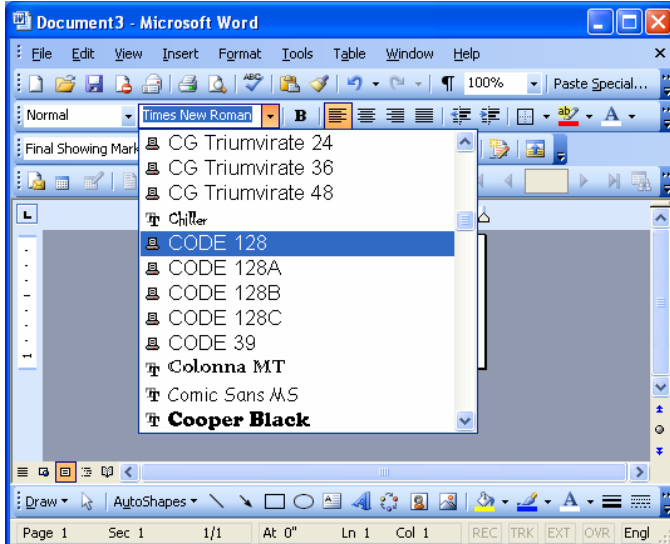 Document3 - Microsoft Word
File Edit View Insert Format Tools Table Window Help
ABC 100% Paste Special...
Normal Times New Roman B ab A
Final Showing Mark
CG Triumvirate 24
CG Triumvirate 36
CG Triumvirate 48
Chiller
CODE 128
CODE 128A
CODE 128B
CODE 128C
CODE 39
Colonna MT
Comic Sans MS
Cooper Black
1
Draw AutoShapes A A
Page 1 Sec 1 1/1 At 0" Ln 1 Col 1 REC TRK EXT OVR Engl